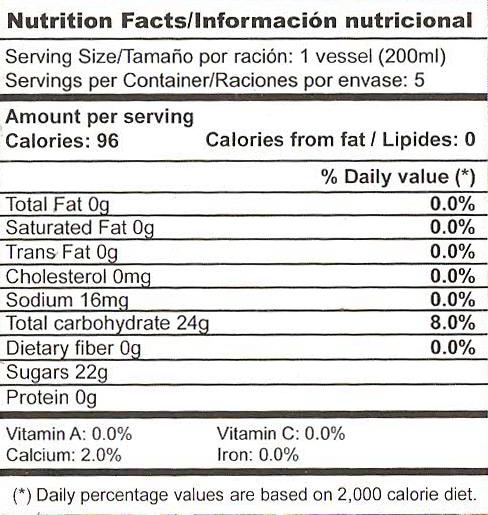 Nutrition Facts/Información nutricional
Serving Size/Tamaño por ración: 1 vessel (200ml)
Servings per Container/Raciones por envase: 5
Amount per serving
Calories: 96 Calories from fat / Lipides: 0
% Daily value (*)
Total Fat 0g 0.0%
Saturated Fat 0g 0.0%
Trans Fat 0g 0.0%
Cholesterol 0mg 0.0%
Sodium 16mg 0.0%
Total carbohydrate 24g 8.0%
Dietary fiber 0g 0.0%
Sugars 22g
Protein 0g
Vitamin A: 0.0% Vitamin C: 0.0%
Calcium: 2.0% Iron: 0.0%
(*) Daily percentage values are based on 2,000 calorie diet.